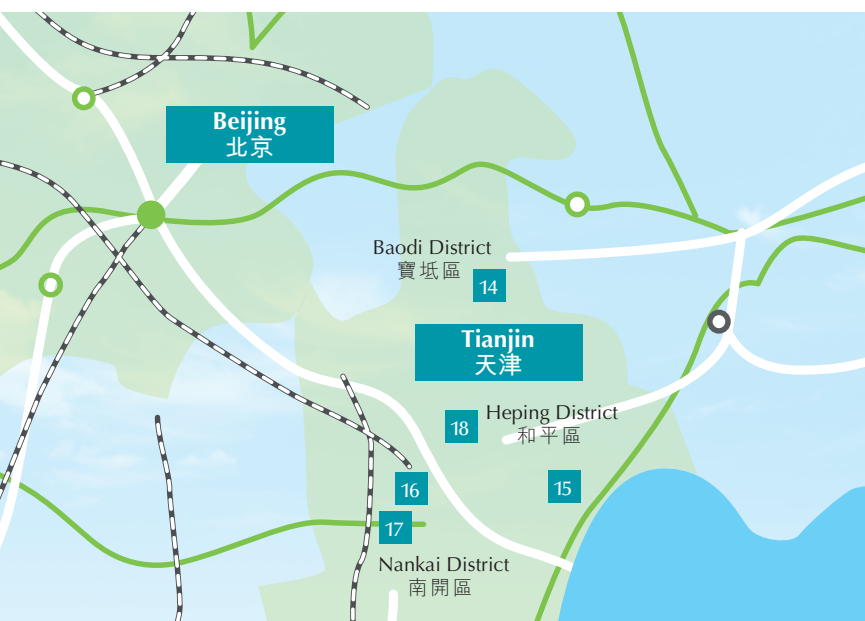 Beijing
北京
Baodi District
寶坻區
14
Tianjin
天津
18
Heping District
和平區
16
15
17
Nankai District
南開區